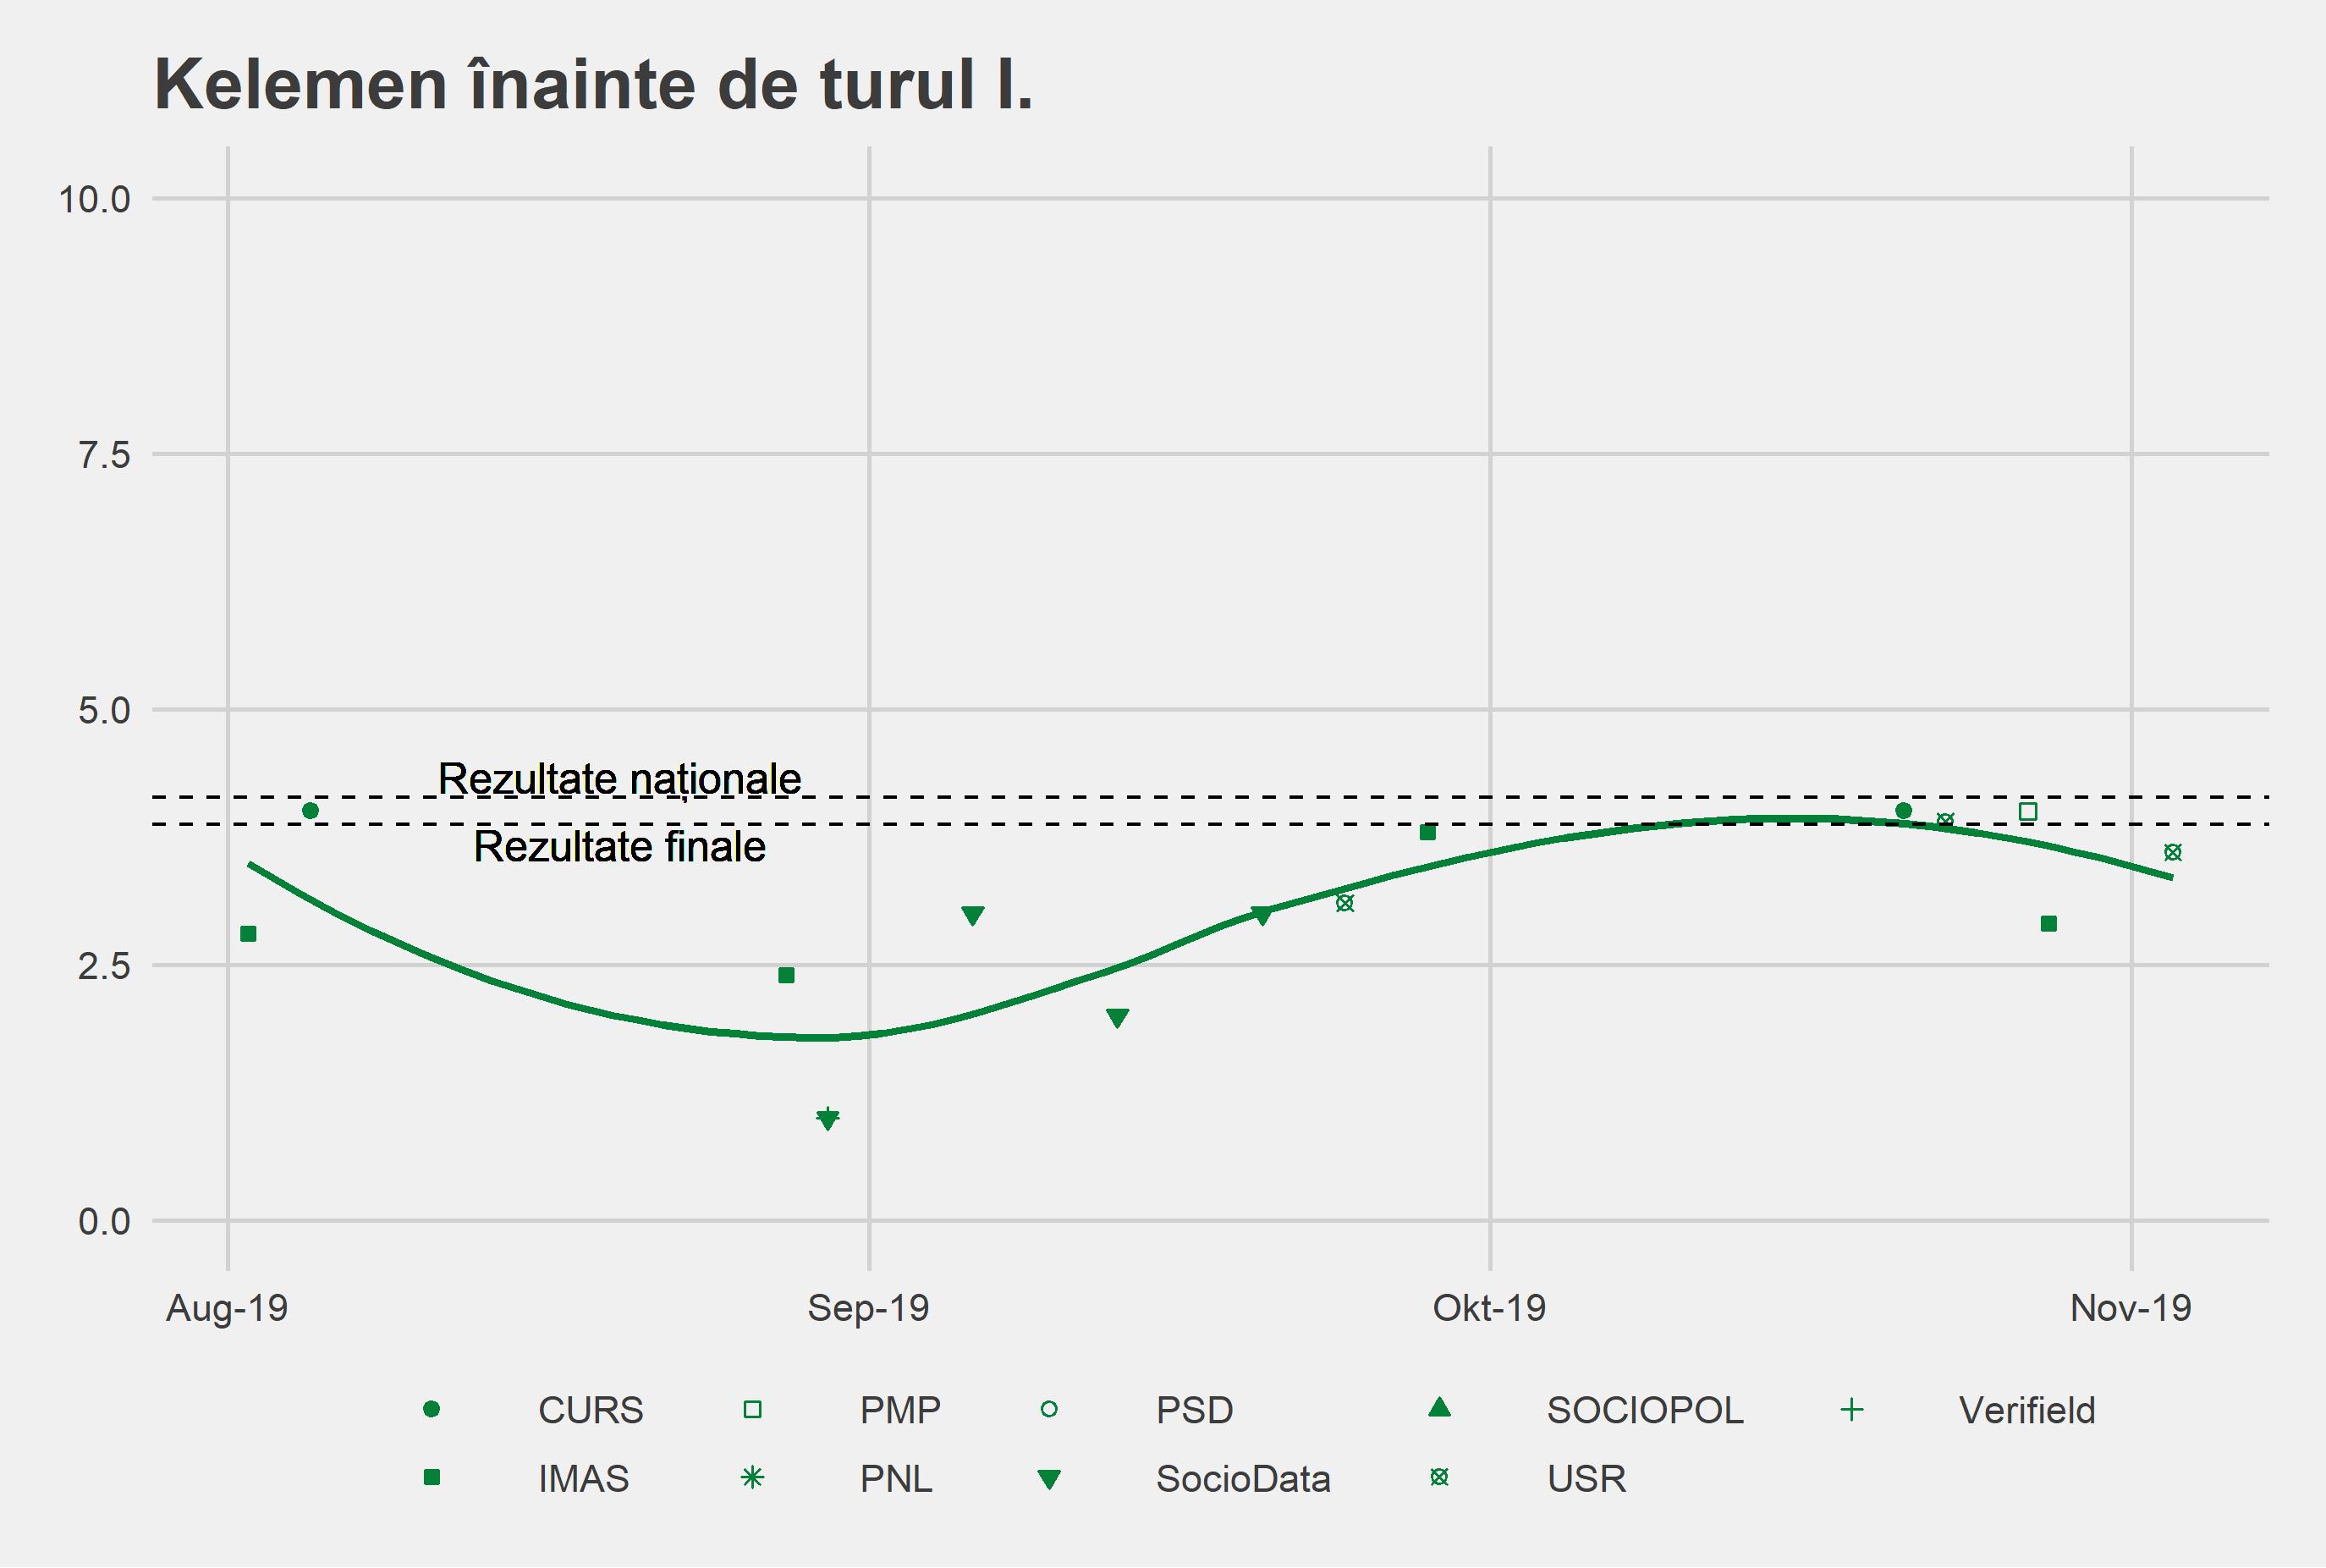 Kelemen înainte de turul I.
10.0
7.5
5.0
Rezultate naționale
Rezultate finale
2.5
0.0
Aug-19 Sep-19 Okt-19 Nov-19
CURS PMP PSD SOCIOPOL Verifield
IMAS PNL SocioData USR